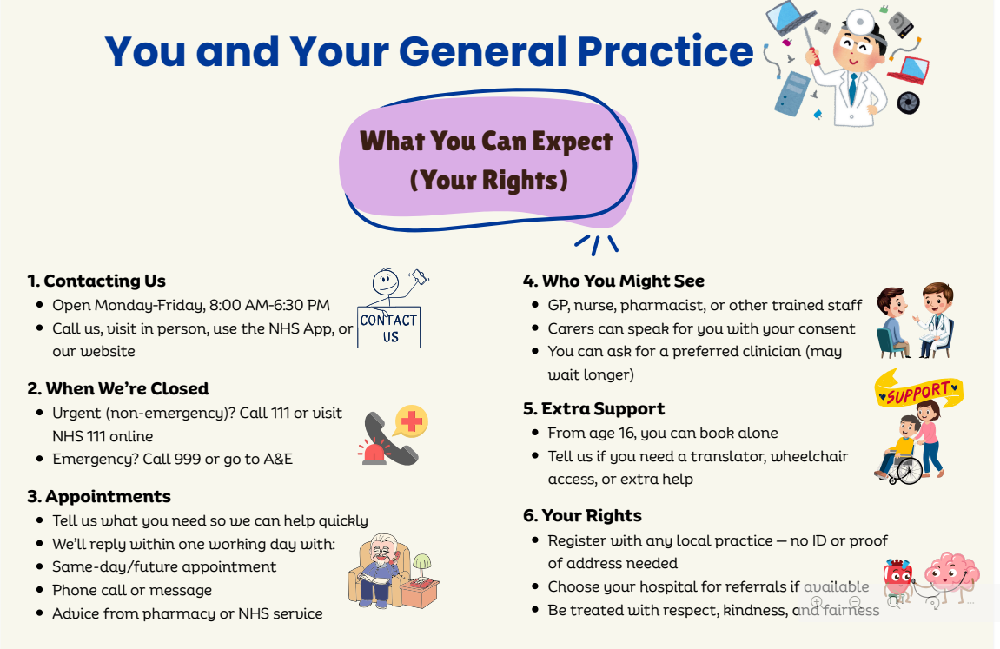 You and Your General Practice
What You Can Expect
(Your Rights)
1. Contacting Us
• Open Monday-Friday, 8:00 AM-6:30 PM
• Call us, visit in person, use the NHS App, or
our website
CONTACT
US
2. When We're Closed
• Urgent (non-emergency)? Call 111 or visit
NHS 111 online
• Emergency? Call 999 or go to A&E
3. Appointments
• Tell us what you need so we can help quickly
• We'll reply within one working day with:
• Same-day/future appointment
• Phone call or message
• Advice from pharmacy or NHS service
4. Who You Might See
• GP, nurse, pharmacist, or other trained staff
• Carers can speak for you with your consent
• You can ask for a preferred clinician (may
wait longer)
SUPPORT
5. Extra Support
• From age 16, you can book alone
• Tell us if you need a translator, wheelchair
access, or extra help
6. Your Rights
• Register with any local practice — no ID or proof
of address needed
• Choose your hospital for referrals if available
• Be treated with respect, kindness, and fairness